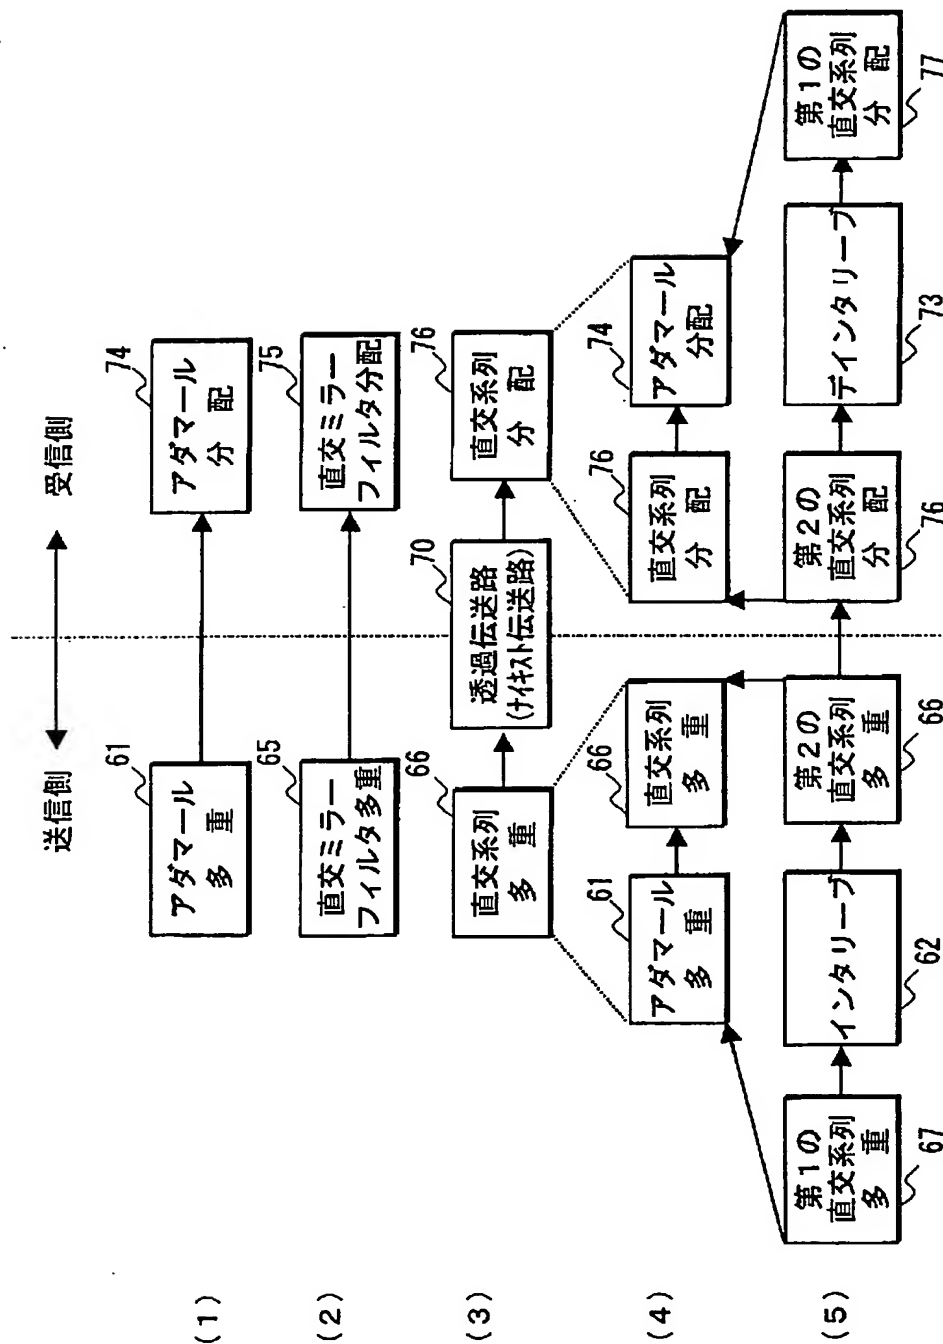 送信側
受信側
(1)
61
アダマール
多 重
74
アダマール
分 配
(2)
65
直交ミラー
フィルタ多重
75
直交ミラー
フィルタ分配
(3)
66
直交系列
多 重
70
透過伝送路
(ナイキスト伝送路)
76
直交系列
分 配
(4)
61
アダマール
多 重
66
直交系列
多 重
76
直交系列
分 配
74
アダマール
分配
(5)
第1の
直交系列
多 重
67
インタリーブ
62
第2の
直交系列
多 重
66
第2の
直交系列
分 配
76
デインタリーブ
73
第1の
直交系列
分 配
77